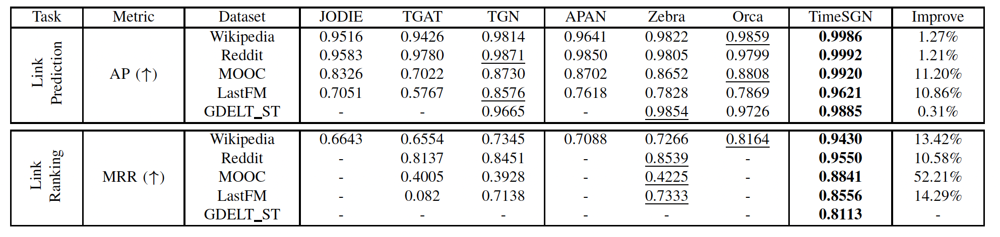 Task Metric Dataset JODIE TGAT TGN APAN Zebra Orca TimeSGN Improve
Link Prediction AP (↑) Wikipedia 0.9516 0.9426 0.9814 0.9641 0.9822 0.9859 0.9986 1.27%
Reddit 0.9583 0.9780 0.9871 0.9850 0.9805 0.9799 0.9992 1.21%
MOOC 0.8326 0.7022 0.8730 0.8702 0.8652 0.8808 0.9920 11.20%
LastFM 0.7051 0.5767 0.8576 0.7618 0.7828 0.7869 0.9621 10.86%
GDELT_ST - - 0.9665 - 0.9854 0.9726 0.9885 0.31%
Link Ranking MRR (↑) Wikipedia 0.6643 0.6554 0.7345 0.7088 0.7266 0.8164 0.9430 13.42%
Reddit - 0.8137 0.8451 - 0.8539 - 0.9550 10.58%
MOOC - 0.4005 0.3928 - 0.4225 - 0.8841 52.21%
LastFM - 0.082 0.7138 - 0.7333 - 0.8556 14.29%
GDELT_ST - - - - - - 0.8113 -